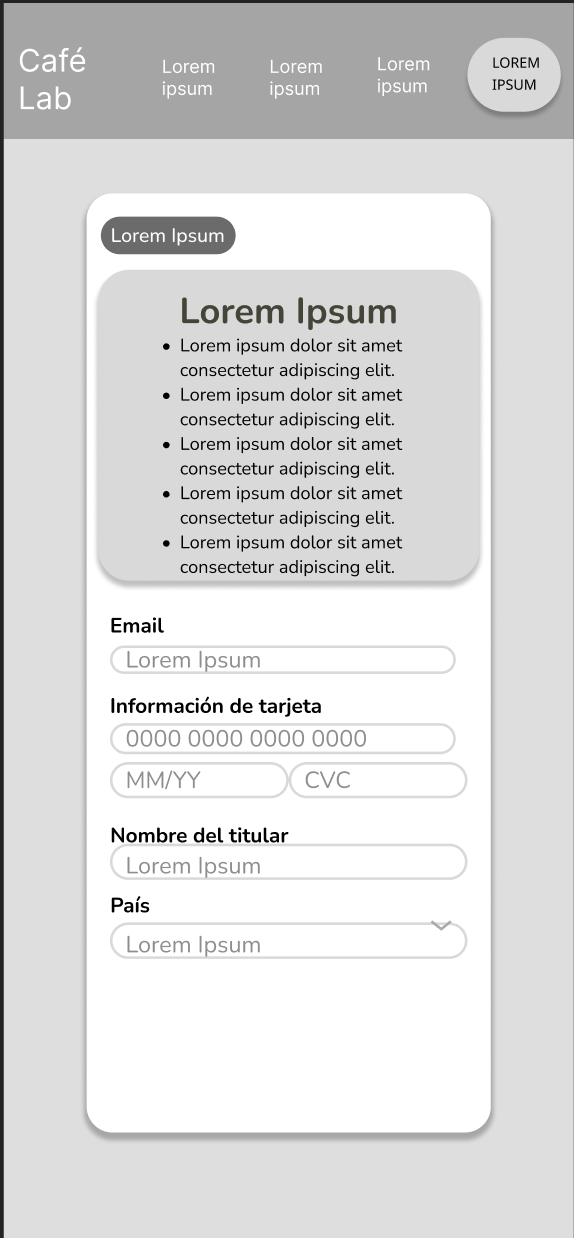 Café
Lab
Lorem
ipsum
Lorem
ipsum
Lorem
ipsum
LOREM
IPSUM
Lorem Ipsum
Lorem Ipsum
• Lorem ipsum dolor sit amet
consectetur adipiscing elit.
• Lorem ipsum dolor sit amet
consectetur adipiscing elit.
• Lorem ipsum dolor sit amet
consectetur adipiscing elit.
• Lorem ipsum dolor sit amet
consectetur adipiscing elit.
• Lorem ipsum dolor sit amet
consectetur adipiscing elit.
Email
Lorem Ipsum
Información de tarjeta
0000 0000 0000 0000
MM/YY
CVC
Nombre del titular
Lorem Ipsum
País
Lorem Ipsum